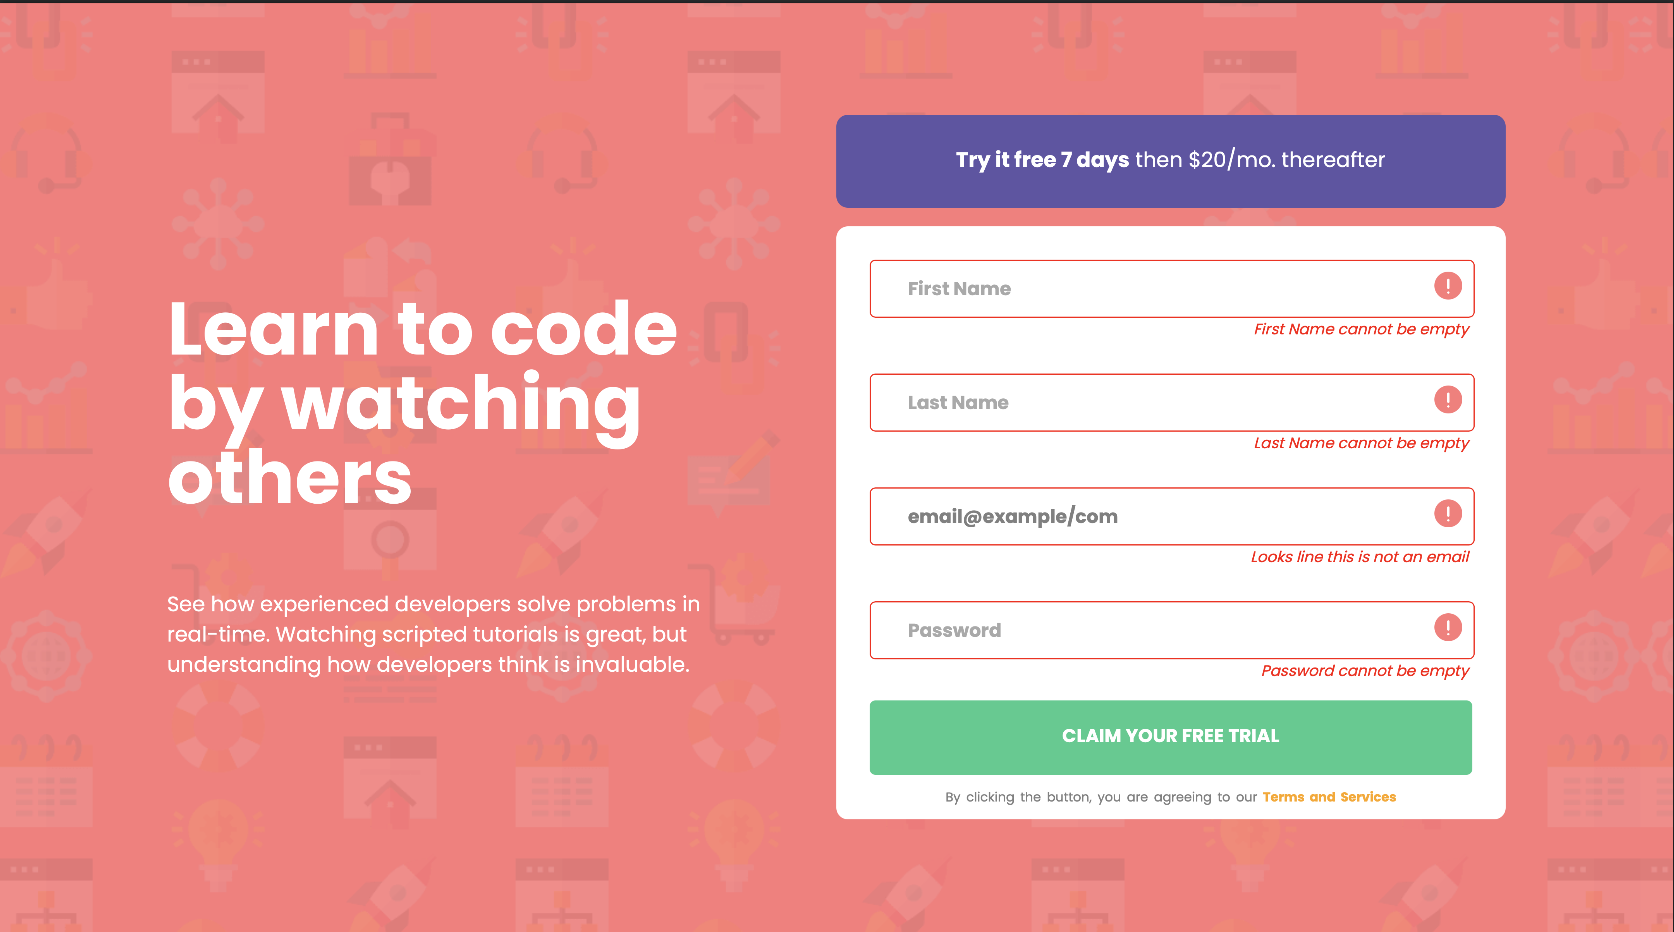 Learn to code
by watching
others
See how experienced developers solve problems in
real-time. Watching scripted tutorials is great, but
understanding how developers think is invaluable.
Try it free 7 days then $20/mo. thereafter
First Name
First Name cannot be empty
Last Name
Last Name cannot be empty
email@example/com
Looks line this is not an email
Password
Password cannot be empty
CLAIM YOUR FREE TRIAL
By clicking the button, you are agreeing to our Terms and Services